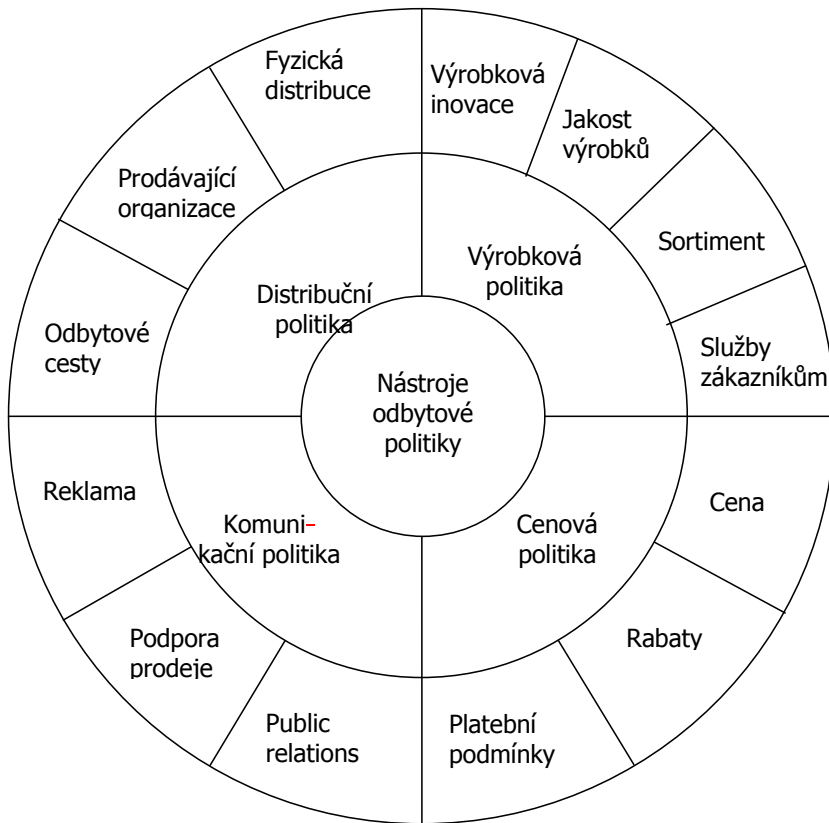 Fyzická
distribuce
Výrobková
inovace
Jakost
výrobků
Prodávající
organizace
Sortiment
Výrobková
politika
Distribuční
politika
Odbytové
cesty
Služby
zákazníkům
Nástroje
odbytové
politiky
Reklama
Komuni-
kační politika
Cenová
politika
Cena
Podpora
prodeje
Rabaty
Public
relations
Platební
podmínky